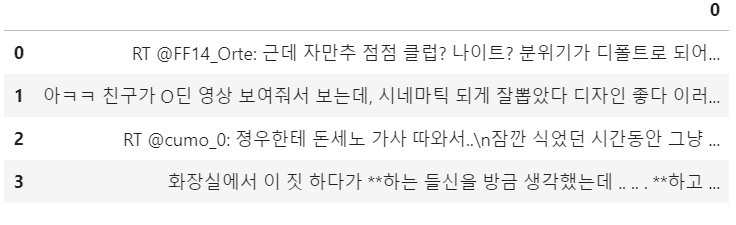 0
0 RT @FF14_Orte: 근데 자만추 점점 클럽? 나이트? 분위기가 디폴트로 되어...
1 아ㅋㅋ 친구가 O딘 영상 보여줘서 보는데, 시네마틱 되게 잘뽑았다 디자인 좋다 이러...
2 RT @cumo_0: 졍우한테 돈세노 가사 따와서..\n잠깐 식었던 시간동안 그냥 ...
3 화장실에서 이 짓 하다가 **하는 들신을 방금 생각했는데 .. .. . **하고 ...